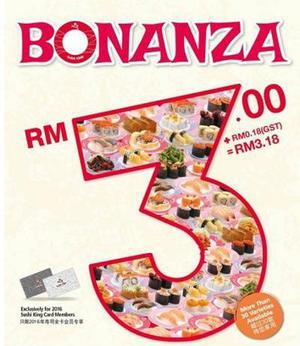 BONANZA
RM 3.00
+ RM0.18(GST)
= RM3.18
Exclusively for 2016
Sushi King Card Members
More Than
30 Varieties
Available